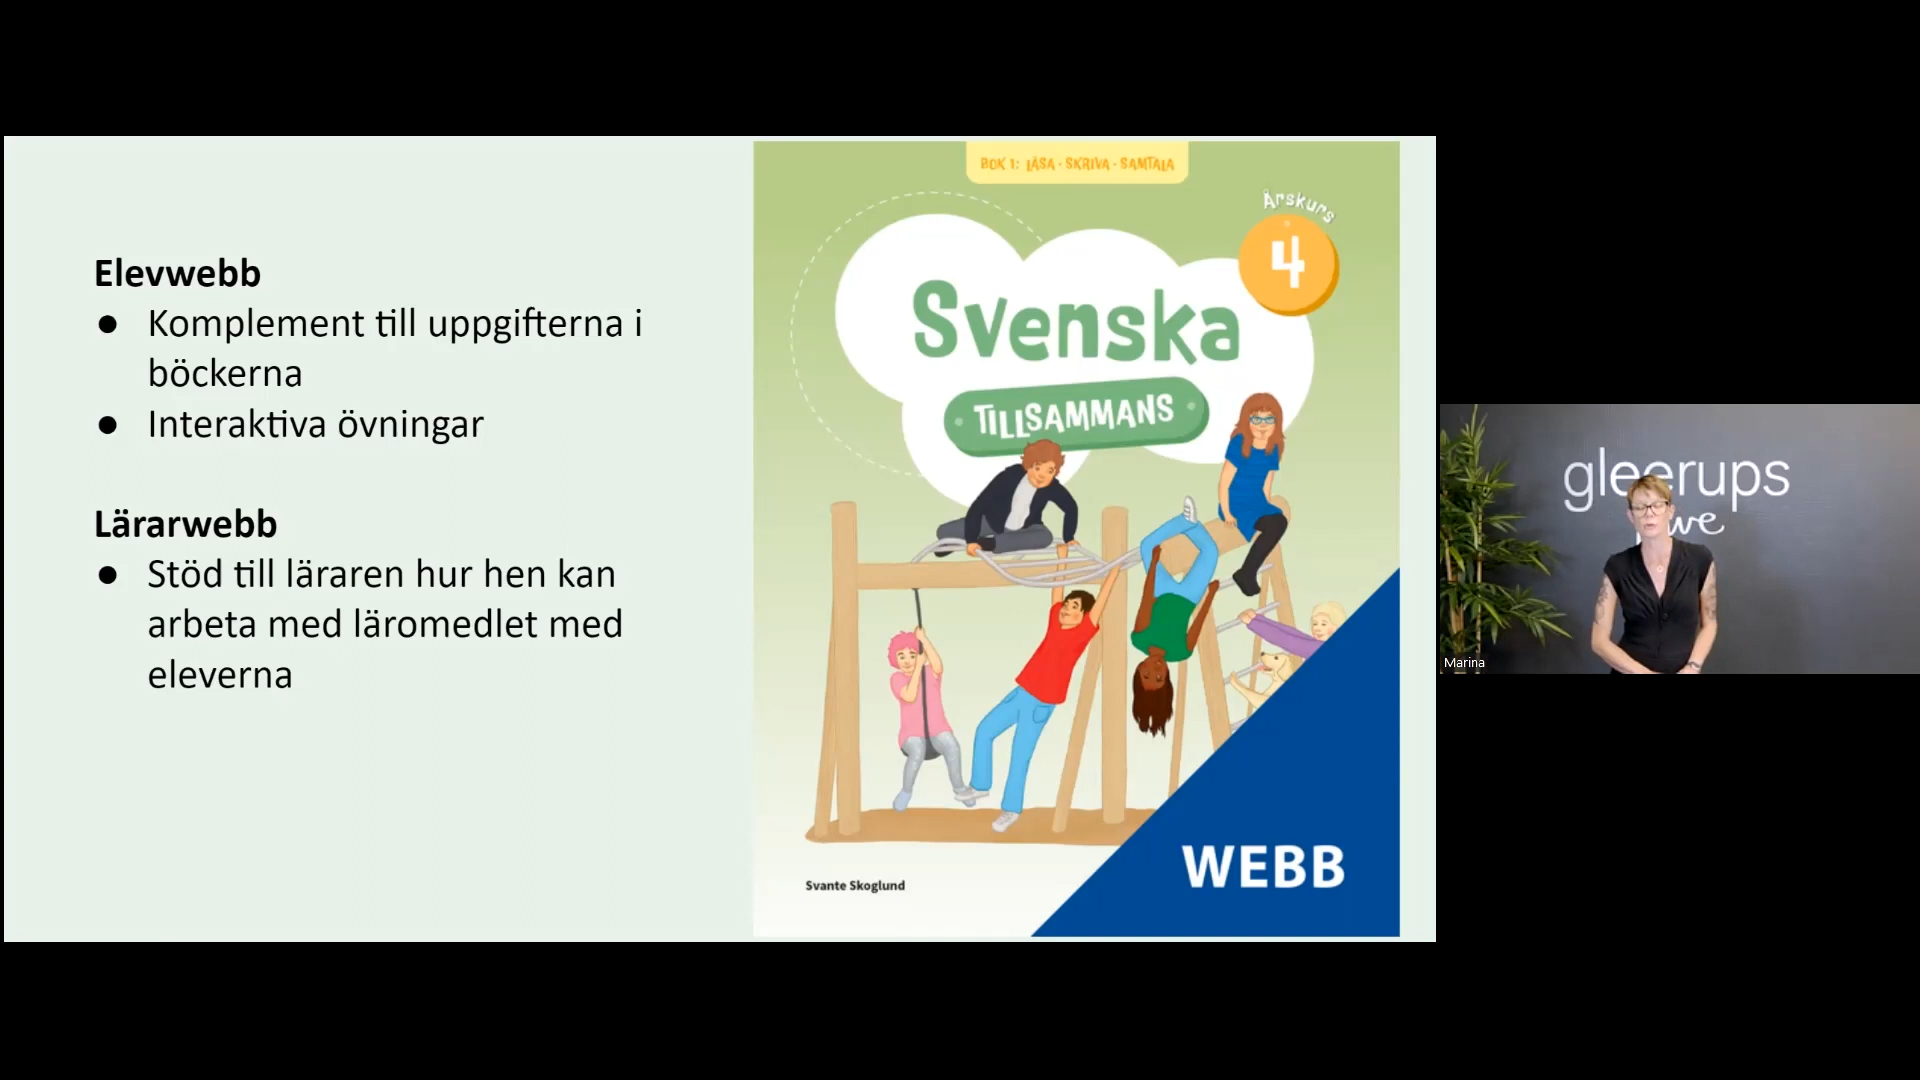 Elevwebb
● Komplement till uppgifterna i
böckerna
● Interaktiva övningar
Lärarwebb
● Stöd till läraren hur hen kan
arbeta med läromedlet med
eleverna
BOK 1: LÄSA · SKRIVA · SAMTALA
Årskurs
4
Svenska
TILLSAMMANS
Svante Skoglund
WEBB
gleerups
Marina